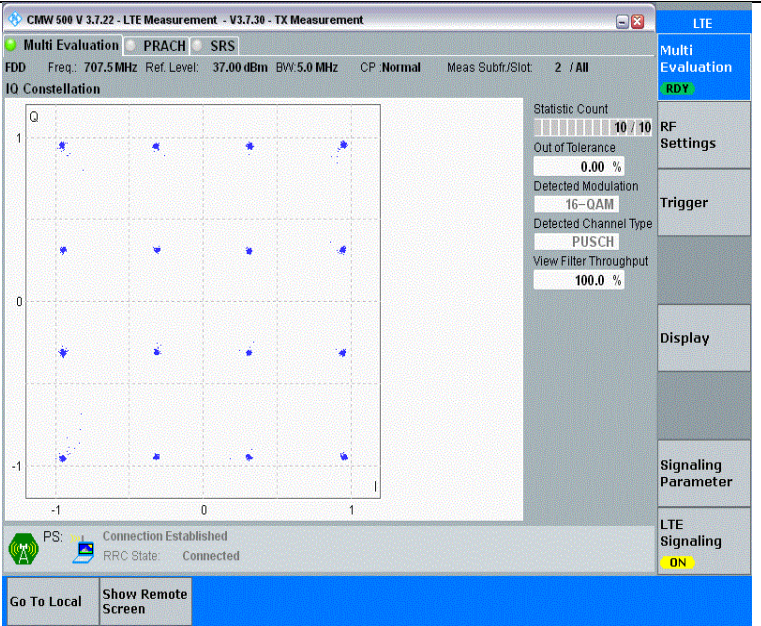 CMW 500 V 3.7.22 - LTE Measurement - V3.7.30 - TX Measurement
LTE
Multi Evaluation PRACH SRS
FDD Freq.: 707.5 MHz Ref. Level: 37.00 dBm BW: 5.0 MHz CP :Normal Meas Subfr./Slot: 2 / All
IQ Constellation
Q
1
0
-1
-1 0 1
I
Statistic Count
10 / 10
Out of Tolerance
0.00 %
Detected Modulation
16-QAM
Detected Channel Type
PUSCH
View Filter Throughput
100.0 %
Multi
Evaluation
RDY
RF
Settings
Trigger
Display
Signaling
Parameter
LTE
Signaling
ON
PS: Connection Established
RRC State: Connected
Go To Local
Show Remote
Screen